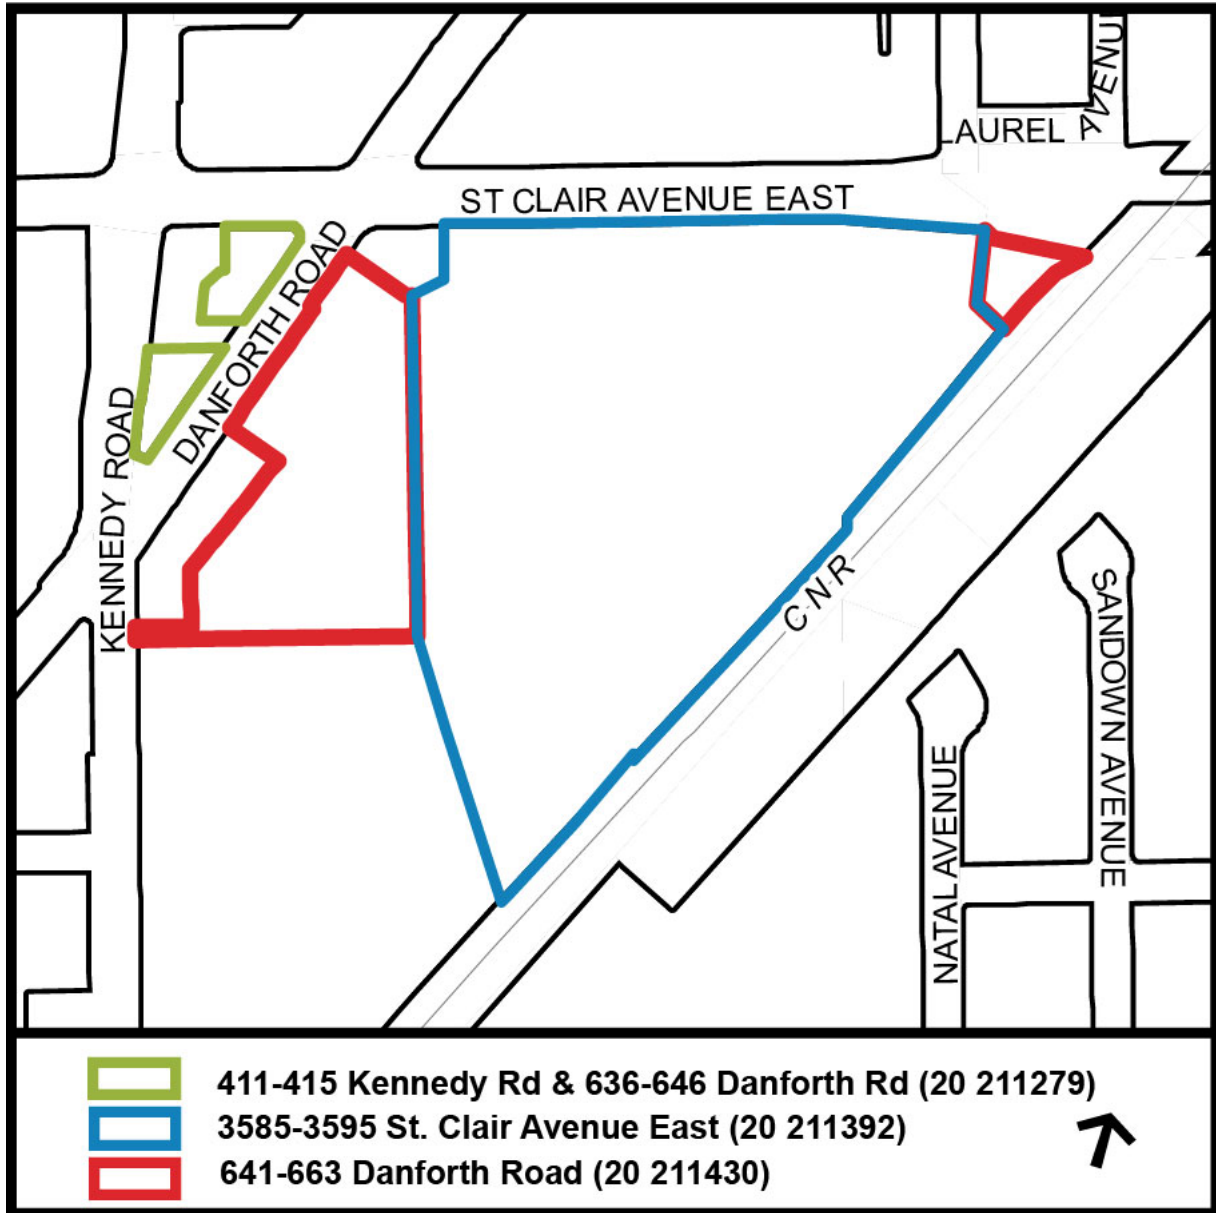 AVENU
LAUREL
ST CLAIR AVENUE EAST
DANFORTH ROAD
KENNEDY ROAD
C-N-R
SANDOWN AVENUE
NATAL AVENUE
411-415 Kennedy Rd & 636-646 Danforth Rd (20 211279)
3585-3595 St. Clair Avenue East (20 211392)
641-663 Danforth Road (20 211430)